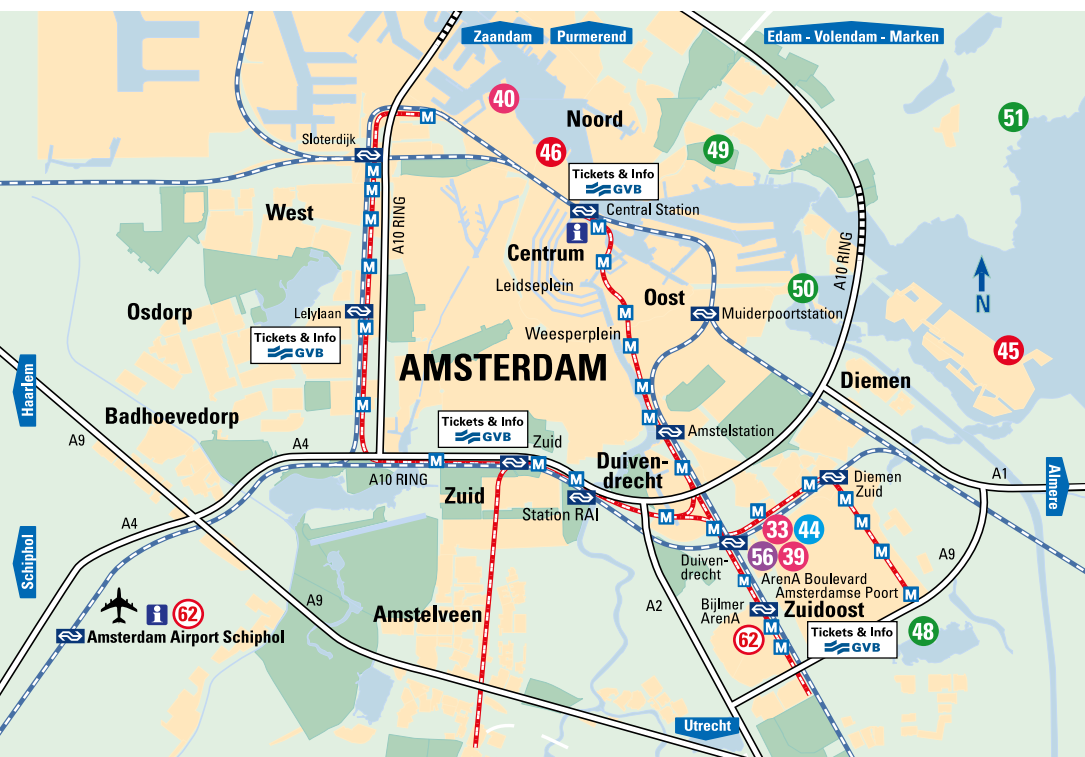 Zaandam
Purmerend
Edam - Volendam - Marken
40
Noord
51
M
Sloterdijk
46
49
Tickets & Info
GVB
M
M
West
M
Central Station
i
M
A10 RING
Centrum
M
A10 RING
M
Leidseplein
Oost
50
N
Osdorp
Lelylaan
M
Muiderpoortstation
M
Tickets & Info
GVB
Weesperplein
M
45
AMSTERDAM
Diemen
Haarlem
M
M
Badhoevedorp
M
Tickets & Info
GVB
Amstelstation
A9
A4
Zuid
M
M
Duiven-
drecht
M
A10 RING
M
Diemen
Zuid
A1
Almere
Zuid
M
M
Station RAI
M
M
M
33
44
M
A4
Duiven-
drecht
56
39
M
A9
Schiphol
M
ArenA Boulevard
Amsterdamse Poort
M
A9
A2
Bijlmer
ArenA
Zuidoost
i
62
Amstelveen
M
Tickets & Info
GVB
48
Amsterdam Airport Schiphol
62
M
Utrecht